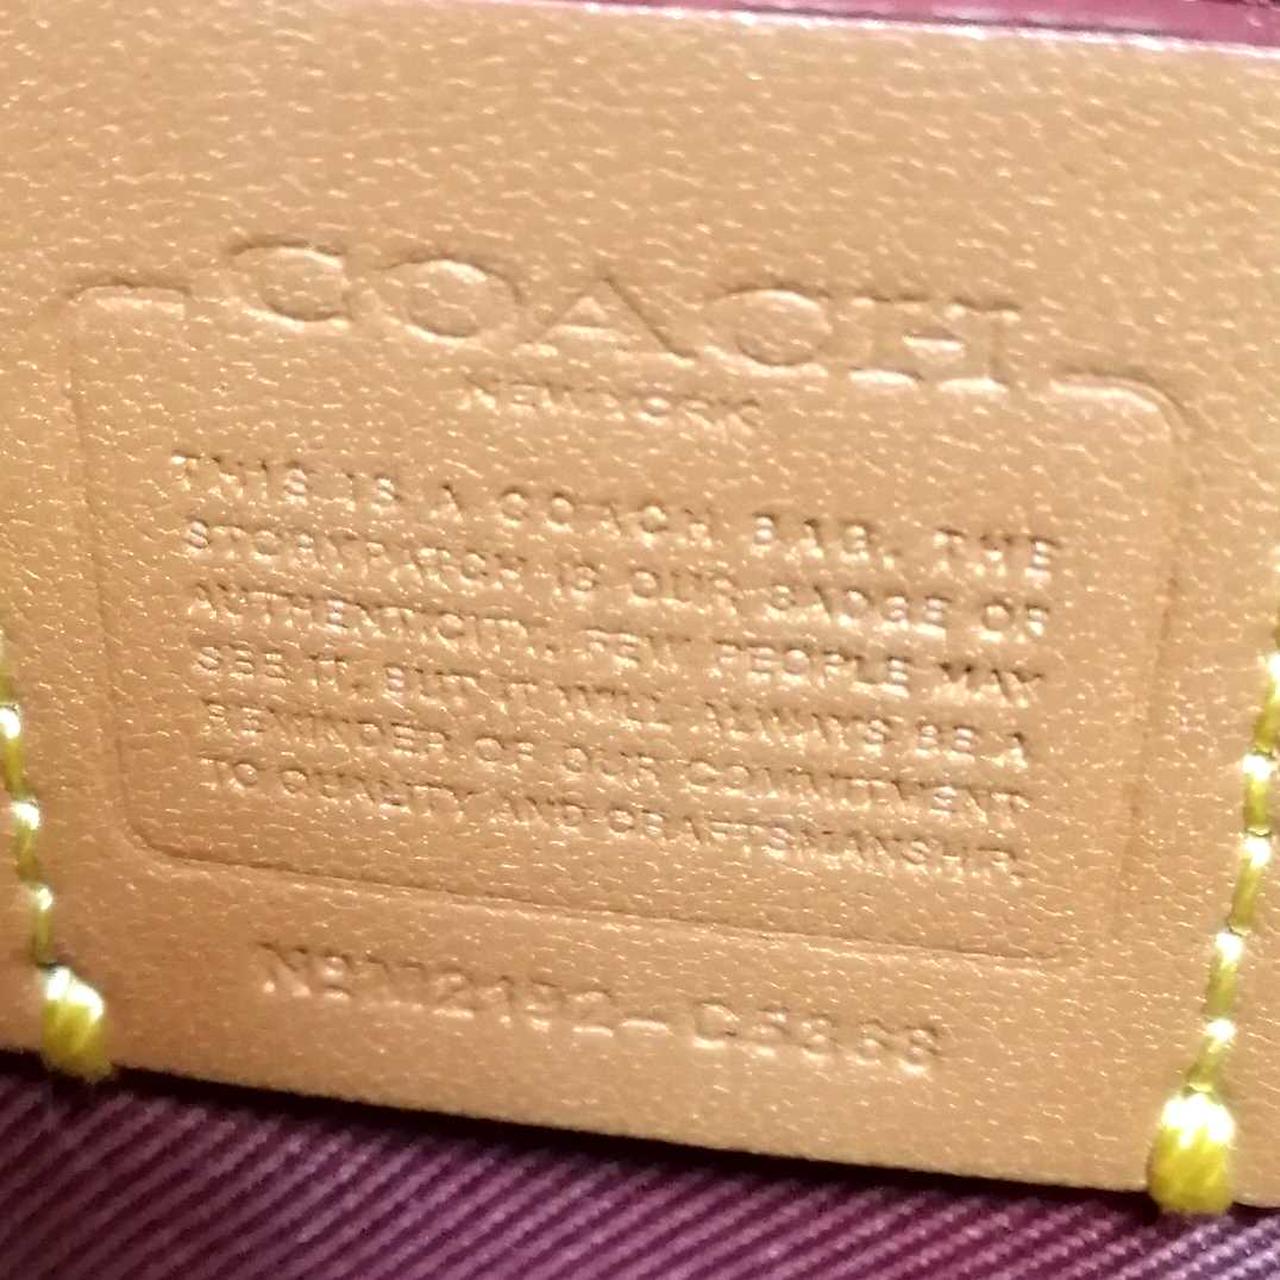 COACH
NEW YORK
THIS IS A COACH BAG. THE
STORYPATCH IS OUR BADGE OF
AUTHENTICITY. FEW PEOPLE MAY
SEE IT, BUT IT WILL ALWAYS BE A
REMINDER OF OUR COMMITMENT
TO QUALITY AND CRAFTSMANSHIP.